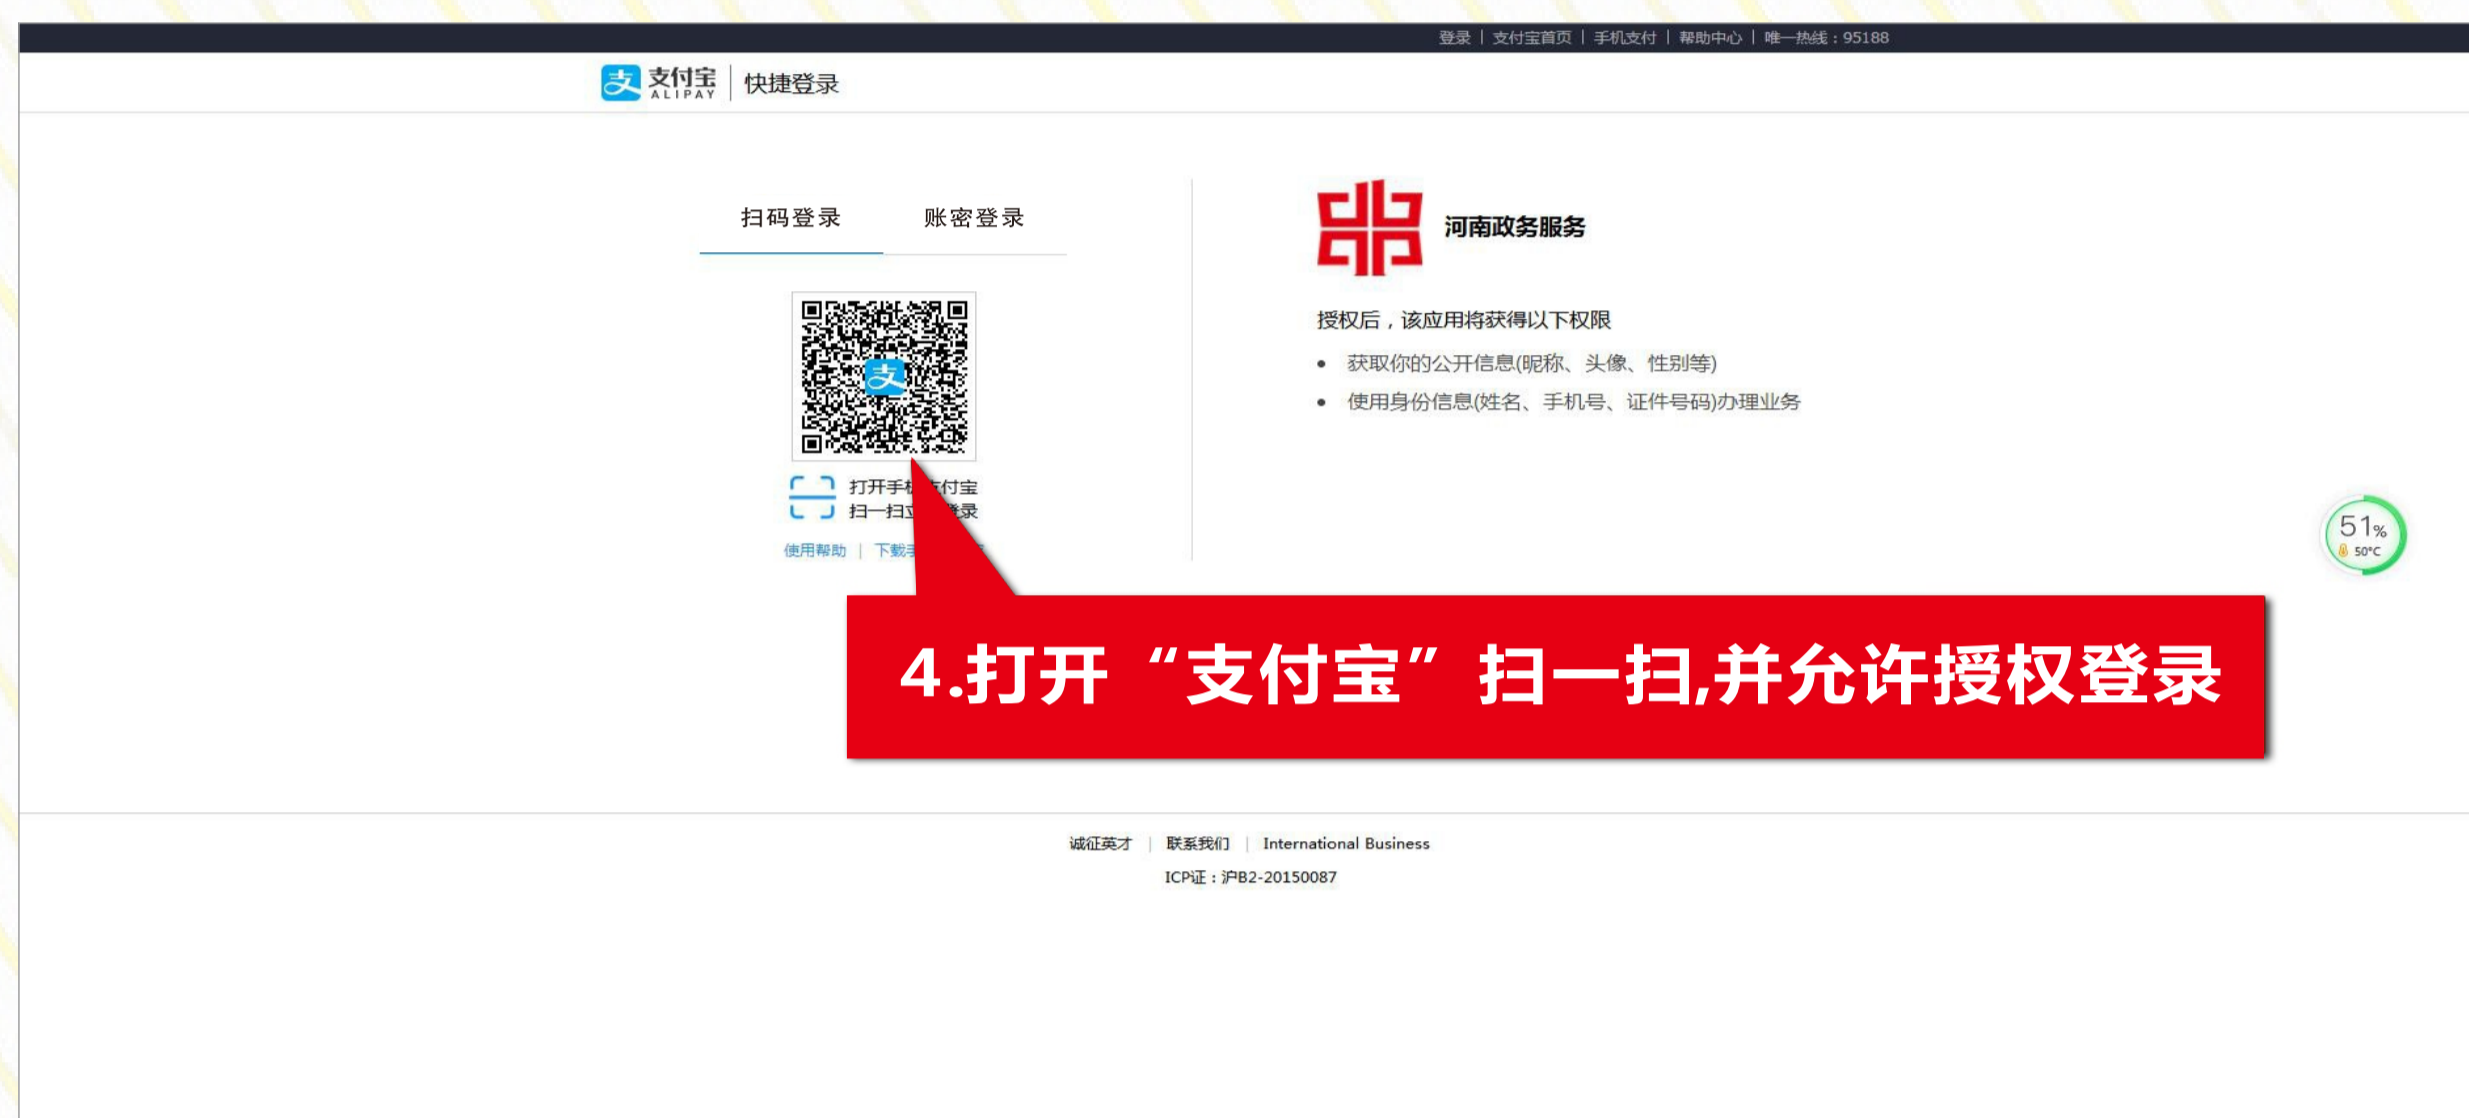 登录 | 支付宝首页 | 手机支付 | 帮助中心 | 唯一热线：95188
支 支付宝 ALIPAY | 快捷登录
扫码登录 账密登录
支
打开手机支付宝
扫一扫立 登录
使用帮助 | 下载手
河南政务服务
授权后，该应用将获得以下权限
• 获取你的公开信息(昵称、头像、性别等)
• 使用身份信息(姓名、手机号、证件号码)办理业务
51%
50°C
4.打开“支付宝”扫一扫,并允许授权登录
诚征英才 | 联系我们 | International Business
ICP证：沪B2-20150087